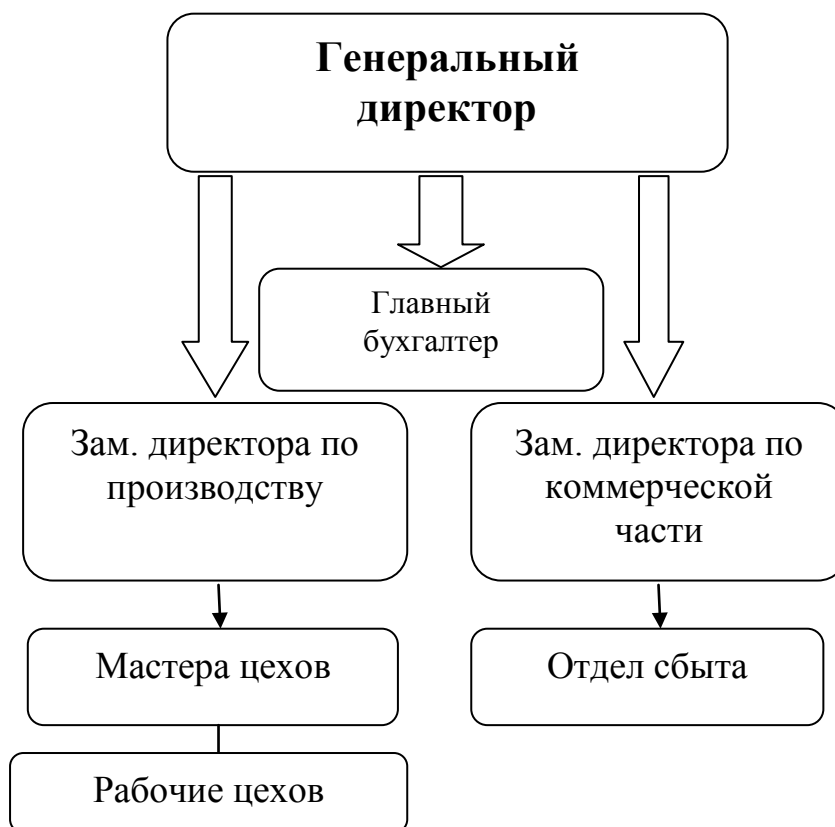 Генеральный
директор
Главный
бухгалтер
Зам. директора по
производству
Зам. директора по
коммерческой
части
Мастера цехов
Отдел сбыта
Рабочие цехов